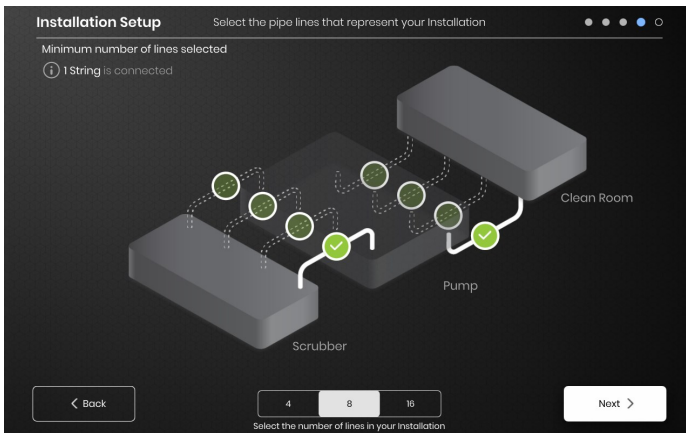 Installation Setup
Select the pipe lines that represent your Installation
Minimum number of lines selected
i 1 String is connected
Clean Room
Pump
Scrubber
Back
4 8 16
Next
Select the number of lines in your Installation